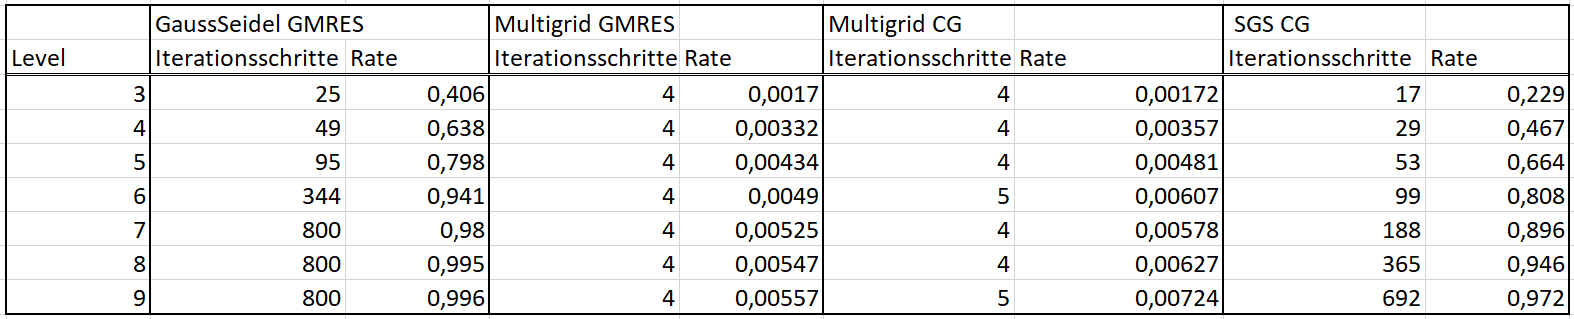 GaussSeidel GMRES Multigrid GMRES Multigrid CG SGS CG
Level Iterationsschritte Rate Iterationsschritte Rate Iterationsschritte Rate Iterationsschritte Rate
3 25 0,406 4 0,0017 4 0,00172 17 0,229
4 49 0,638 4 0,00332 4 0,00357 29 0,467
5 95 0,798 4 0,00434 4 0,00481 53 0,664
6 344 0,941 4 0,0049 5 0,00607 99 0,808
7 800 0,98 4 0,00525 4 0,00578 188 0,896
8 800 0,995 4 0,00547 4 0,00627 365 0,946
9 800 0,996 4 0,00557 5 0,00724 692 0,972